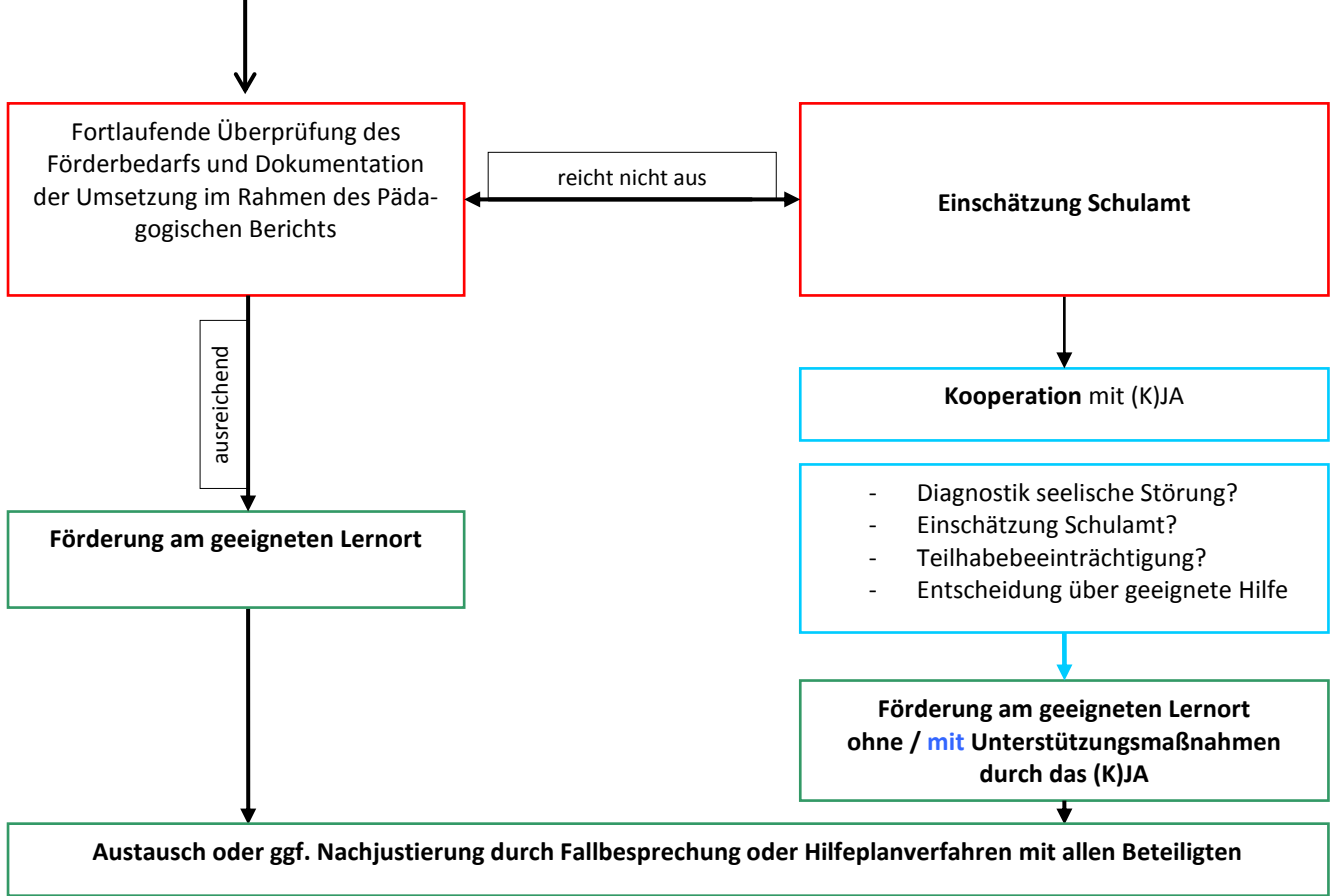 Fortlaufende Überprüfung des
Förderbedarfs und Dokumentation
der Umsetzung im Rahmen des Päda-
gogischen Berichts
reicht nicht aus
Einschätzung Schulamt
ausreichend
Kooperation mit (K)JA
- Diagnostik seelische Störung?
- Einschätzung Schulamt?
- Teilhabebeeinträchtigung?
- Entscheidung über geeignete Hilfe
Förderung am geeigneten Lernort
Förderung am geeigneten Lernort
ohne / mit Unterstützungsmaßnahmen
durch das (K)JA
Austausch oder ggf. Nachjustierung durch Fallbesprechung oder Hilfeplanverfahren mit allen Beteiligten